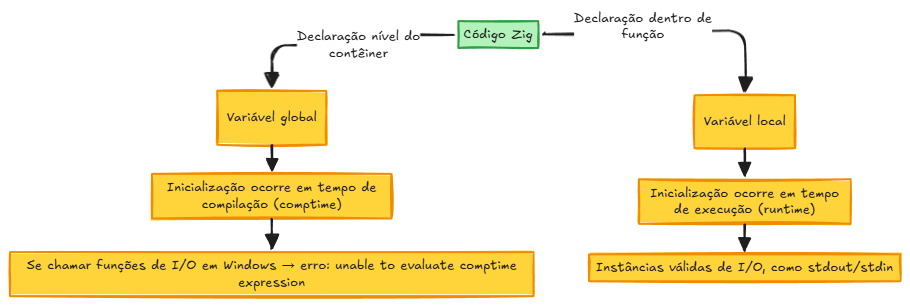 Código Zig
Declaração nível do
contêiner
Declaração dentro de
função
Variável global
Variável local
Inicialização ocorre em tempo de
compilação (comptime)
Inicialização ocorre em tempo
de execução (runtime)
Se chamar funções de I/O em Windows → erro: unable to evaluate comptime
expression
Instâncias válidas de I/O, como stdout/stdin